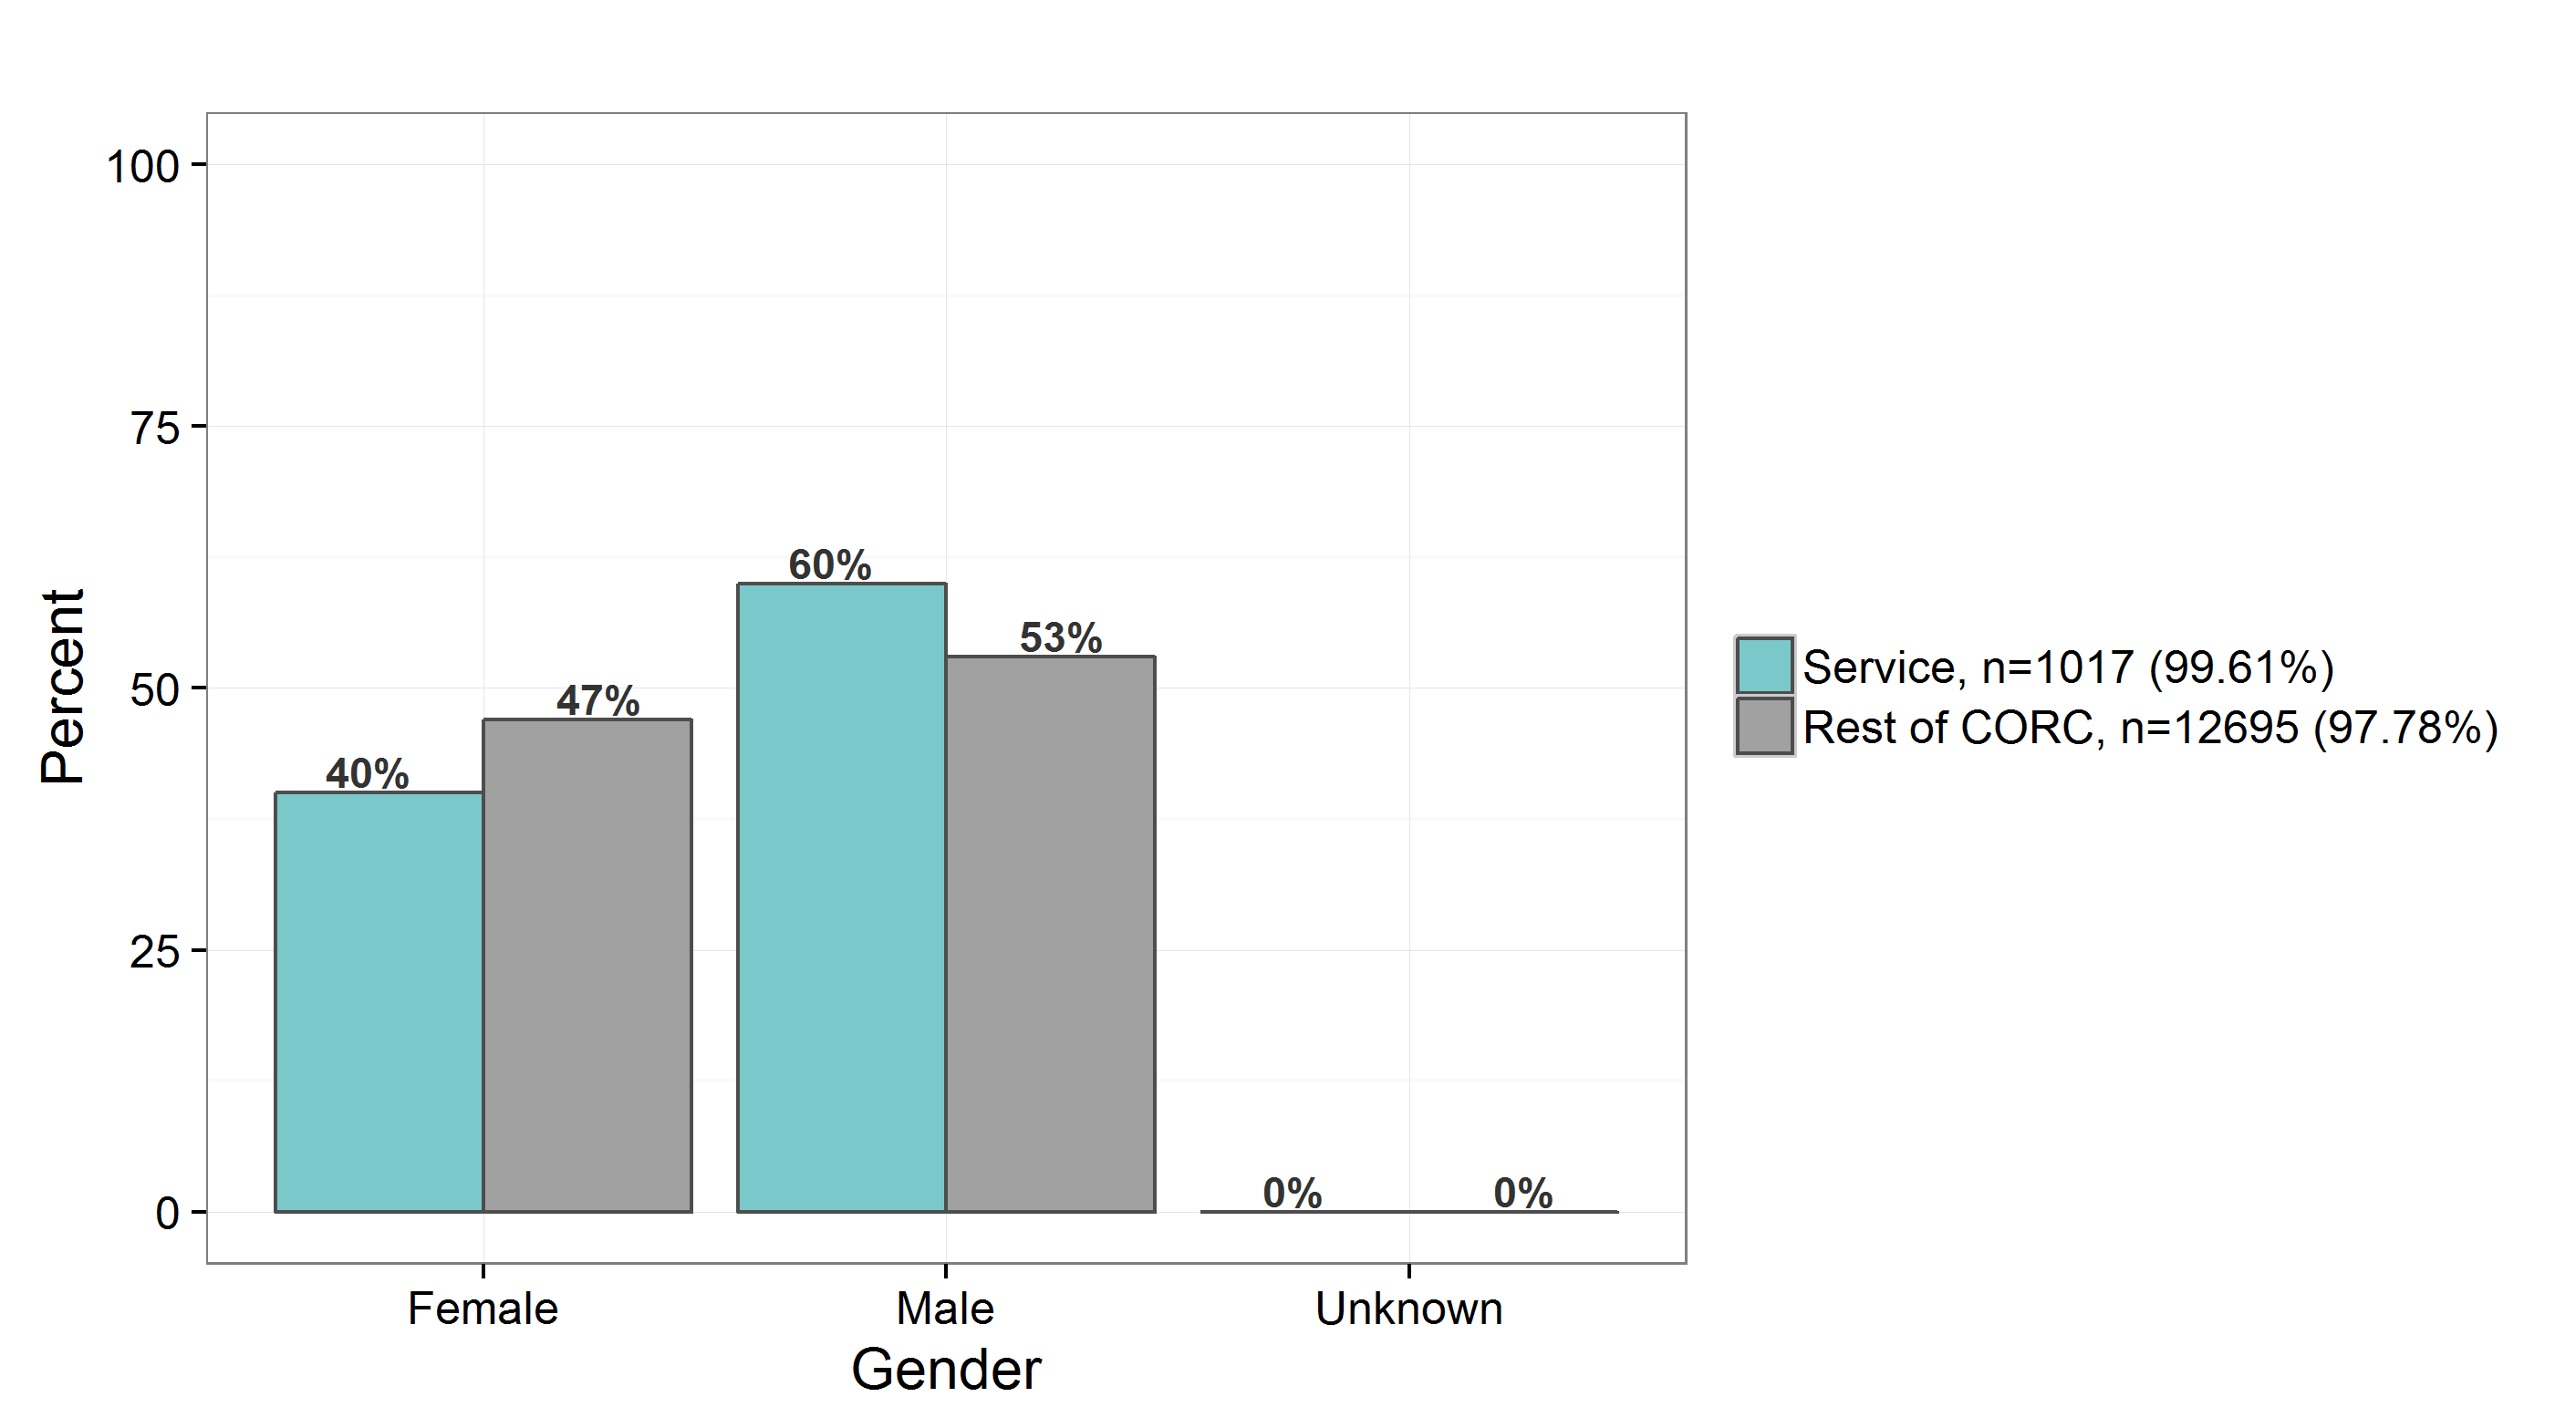 100
75
50
25
0
Percent
40%
47%
60%
53%
0%
0%
Female
Male
Unknown
Gender
Service, n=1017 (99.61%)
Rest of CORC, n=12695 (97.78%)